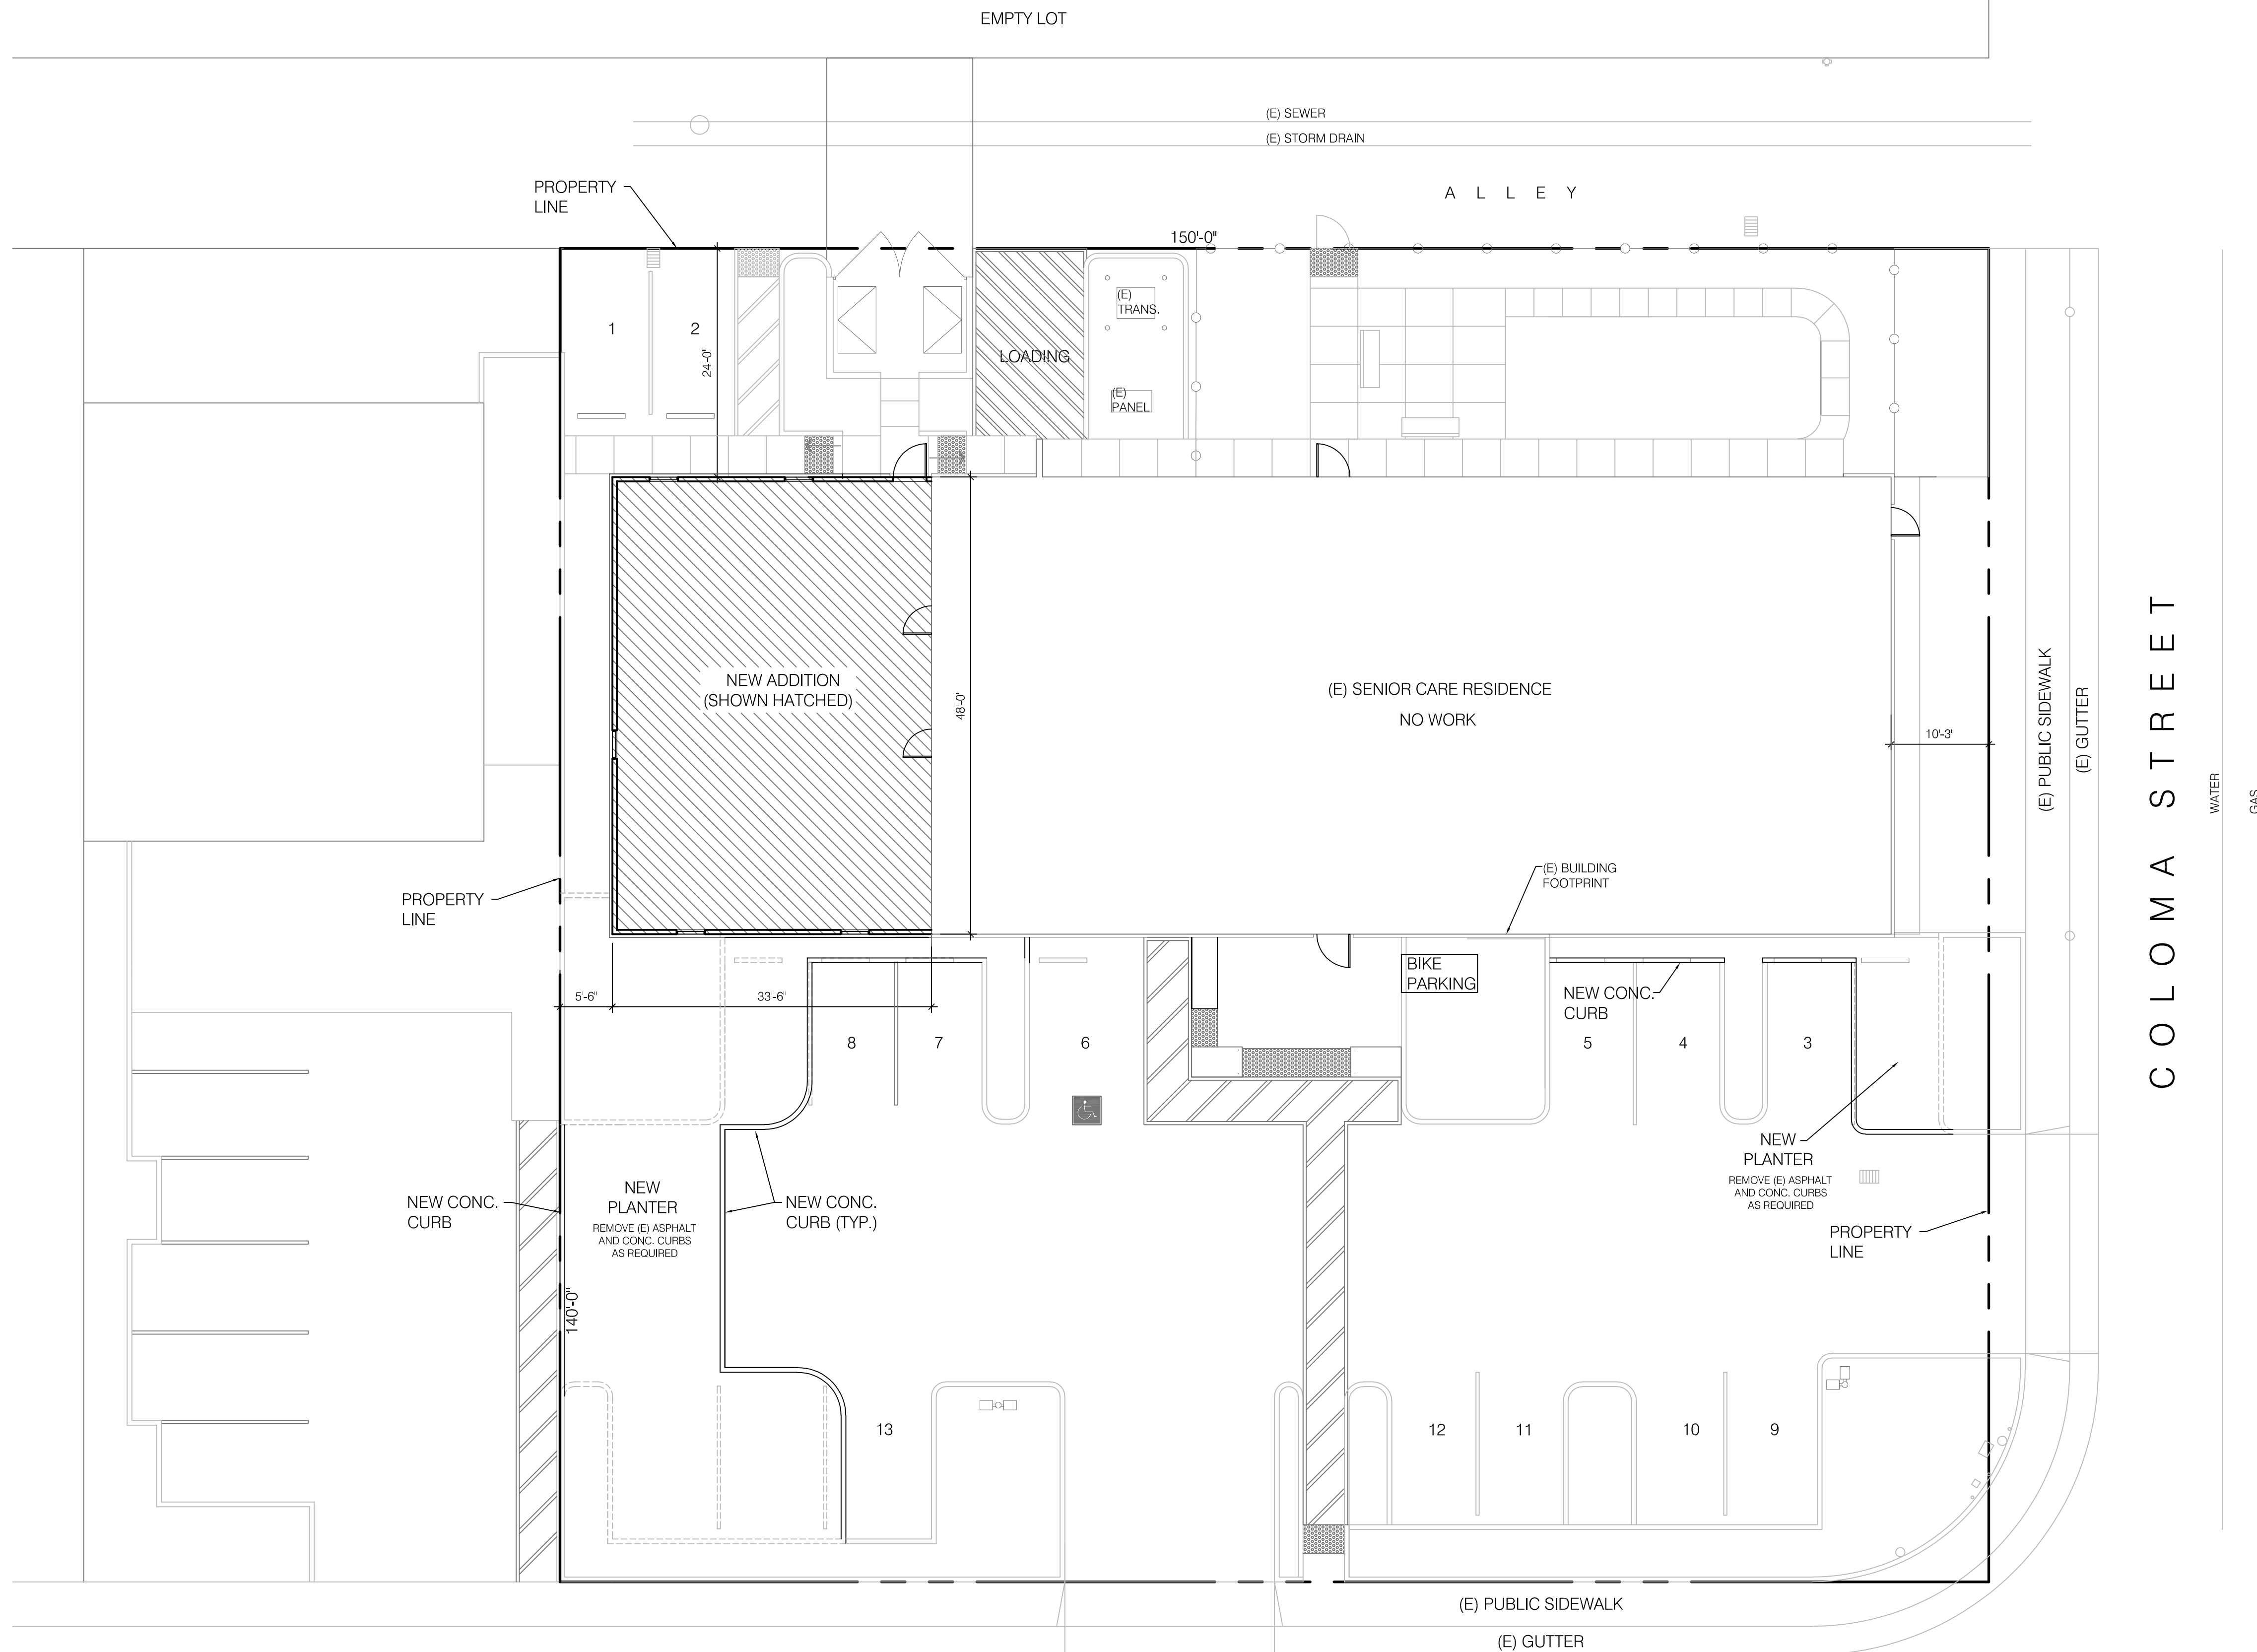 EMPTY LOT
(E) SEWER
(E) STORM DRAIN
PROPERTY
LINE
A L L E Y
150'-0"
1
2
24'-0"
LOADING
(E)
TRANS.
(E)
PANEL
NEW ADDITION
(SHOWN HATCHED)
48'-0"
(E) SENIOR CARE RESIDENCE
NO WORK
10'-3"
(E) PUBLIC SIDEWALK
(E) GUTTER
COLOMA STREET
WATER
GAS
(E) BUILDING
FOOTPRINT
PROPERTY
LINE
5'-6"
33'-6"
8
7
6
BIKE
PARKING
NEW CONC.
CURB
5
4
3
NEW CONC.
CURB
NEW
PLANTER
REMOVE (E) ASPHALT
AND CONC. CURBS
AS REQUIRED
NEW CONC.
CURB (TYP.)
NEW
PLANTER
REMOVE (E) ASPHALT
AND CONC. CURBS
AS REQUIRED
PROPERTY
LINE
140'-0"
13
12
11
10
9
(E) PUBLIC SIDEWALK
(E) GUTTER